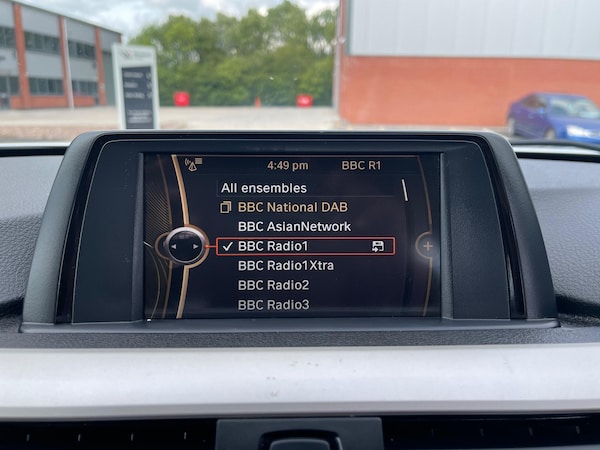 4:49 pm BBC R1
All ensembles
BBC National DAB
BBC AsianNetwork
BBC Radio1
BBC Radio1Xtra
BBC Radio2
BBC Radio3